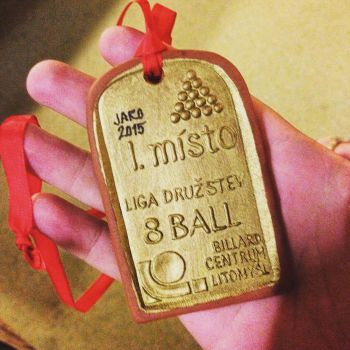 JARO
2015
1. místo
LIGA DRUŽSTEV
8 BALL
BILLARD
CENTRUM
LITOMYŠL